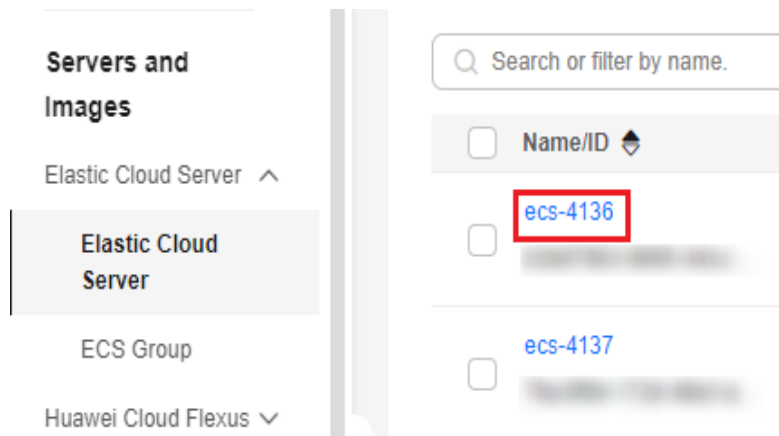 Servers and
Images
Elastic Cloud Server
Elastic Cloud
Server
ECS Group
Huawei Cloud Flexus
Search or filter by name.
Name/ID
ecs-4136
ecs-4137